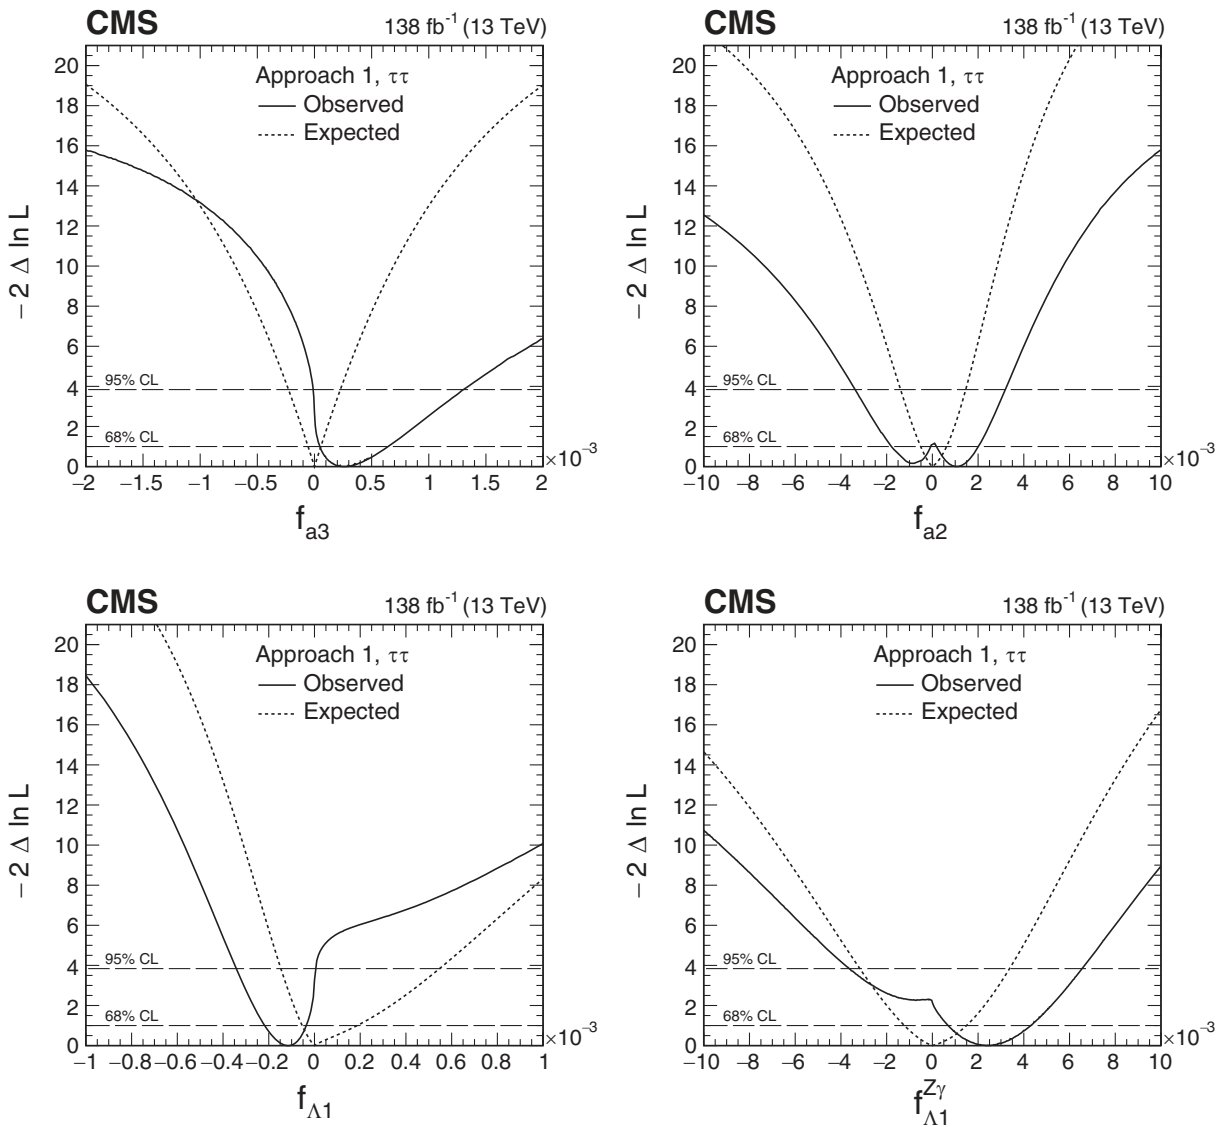 CMS 138 fb⁻¹ (13 TeV)
− 2 Δ ln L
20
18
16
14
12
10
8
6
4
2
0
Approach 1, ττ
Observed
Expected
95% CL
68% CL
−2 −1.5 −1 −0.5 0 0.5 1 1.5 2
×10⁻³
f_a3
CMS 138 fb⁻¹ (13 TeV)
− 2 Δ ln L
20
18
16
14
12
10
8
6
4
2
0
Approach 1, ττ
Observed
Expected
95% CL
68% CL
−10 −8 −6 −4 −2 0 2 4 6 8 10
×10⁻³
f_a2
CMS 138 fb⁻¹ (13 TeV)
− 2 Δ ln L
20
18
16
14
12
10
8
6
4
2
0
Approach 1, ττ
Observed
Expected
95% CL
68% CL
−1 −0.8 −0.6 −0.4 −0.2 0 0.2 0.4 0.6 0.8 1
×10⁻³
f_Λ1
CMS 138 fb⁻¹ (13 TeV)
− 2 Δ ln L
20
18
16
14
12
10
8
6
4
2
0
Approach 1, ττ
Observed
Expected
95% CL
68% CL
−10 −8 −6 −4 −2 0 2 4 6 8 10
×10⁻³
f_Λ1^Zγ